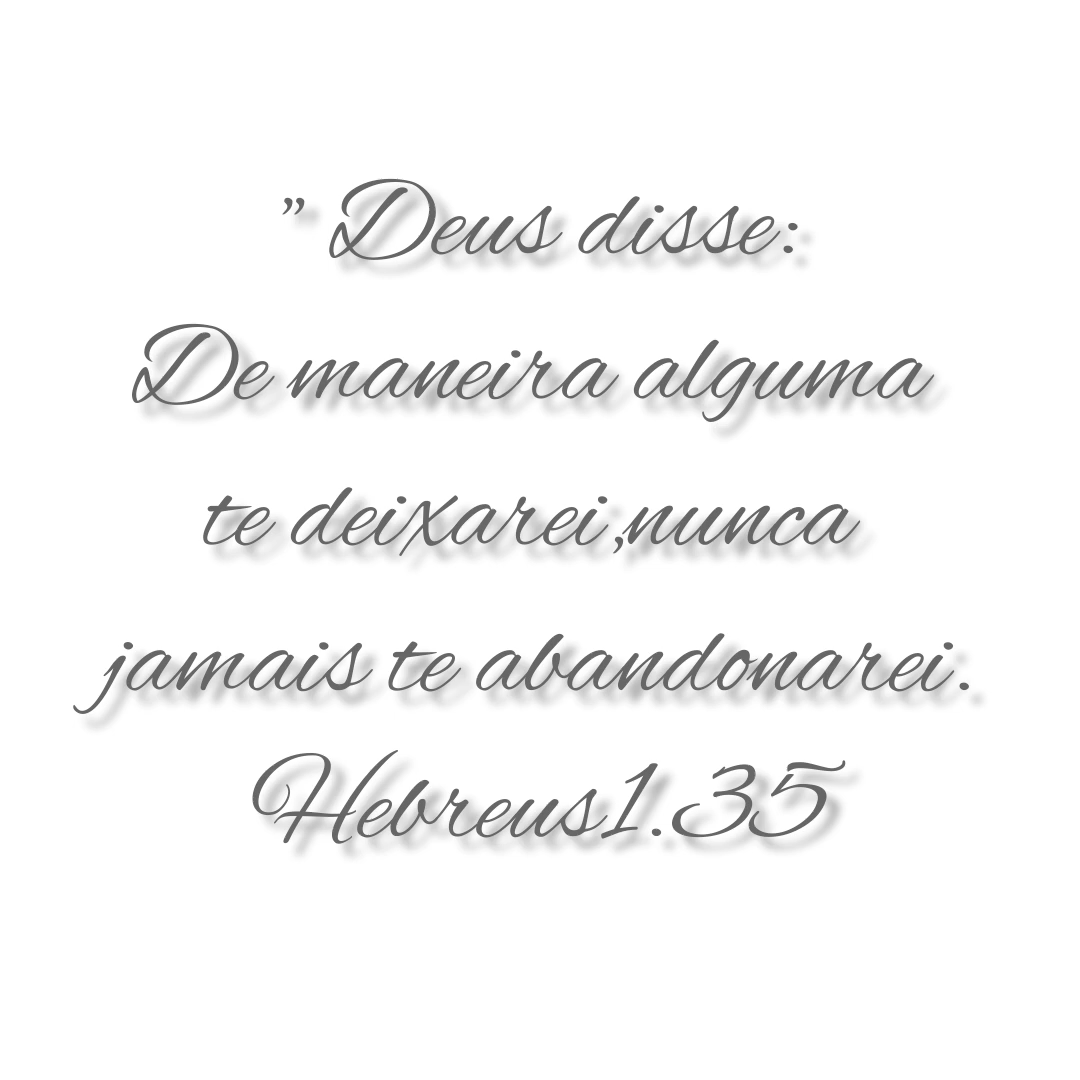 ” Deus disse:
De maneira alguma
te deixarei,nunca
jamais te abandonarei.
Hebreus1.35